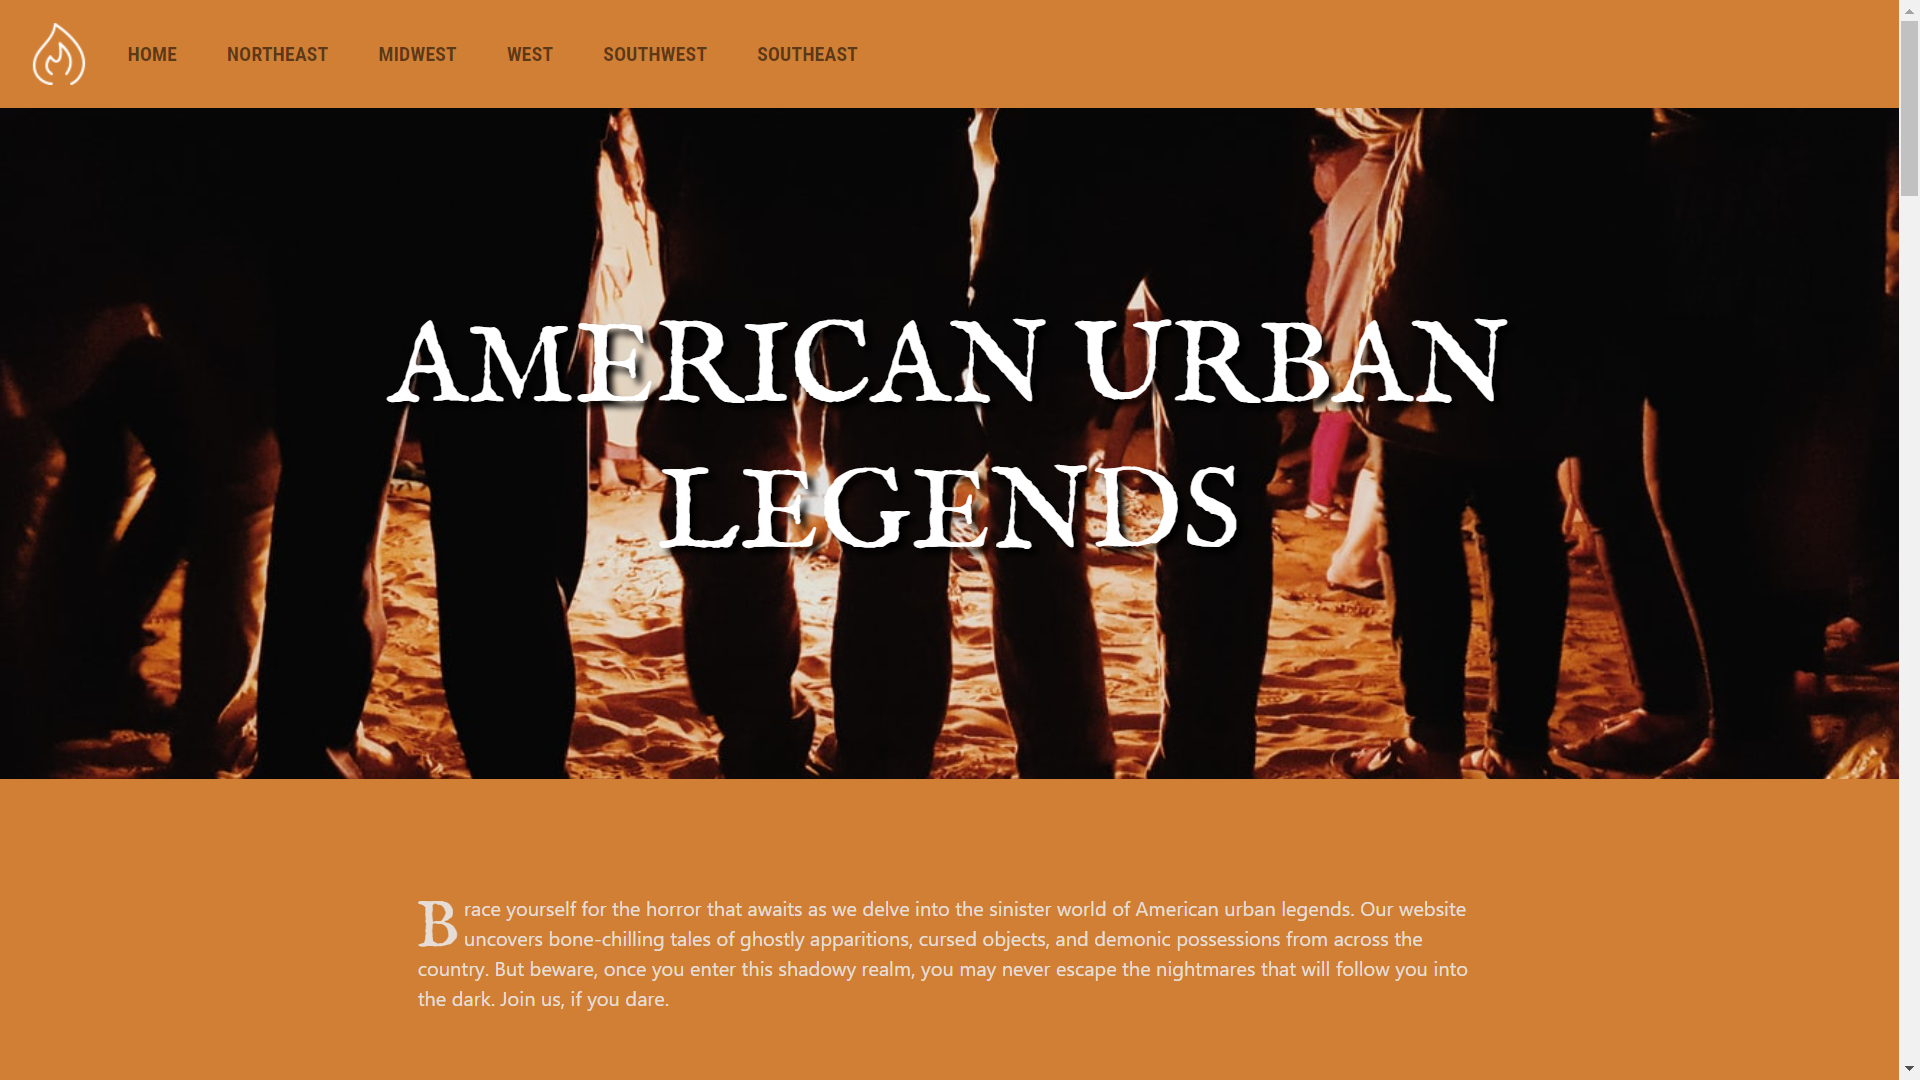 HOME NORTHEAST MIDWEST WEST SOUTHWEST SOUTHEAST
AMERICAN URBAN
LEGENDS
Brace yourself for the horror that awaits as we delve into the sinister world of American urban legends. Our website
uncovers bone-chilling tales of ghostly apparitions, cursed objects, and demonic possessions from across the
country. But beware, once you enter this shadowy realm, you may never escape the nightmares that will follow you into
the dark. Join us, if you dare.